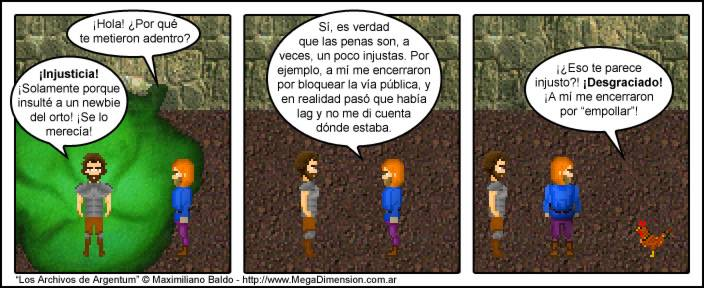 ¡Hola! ¿Por qué
te metieron adentro?
¡Injusticia!
¡Solamente porque
insulté a un newbie
del orto! ¡Se lo
merecía!
Sí, es verdad
que las penas son, a
veces, un poco injustas. Por
ejemplo, a mí me encerraron
por bloquear la vía pública, y
en realidad pasó que había
lag y no me di cuenta
dónde estaba.
¡¿Eso te parece
injusto?! ¡Desgraciado!
¡A mí me encerraron
por “empollar”!
“Los Archivos de Argentum” © Maximiliano Baldo - http://www.MegaDimension.com.ar